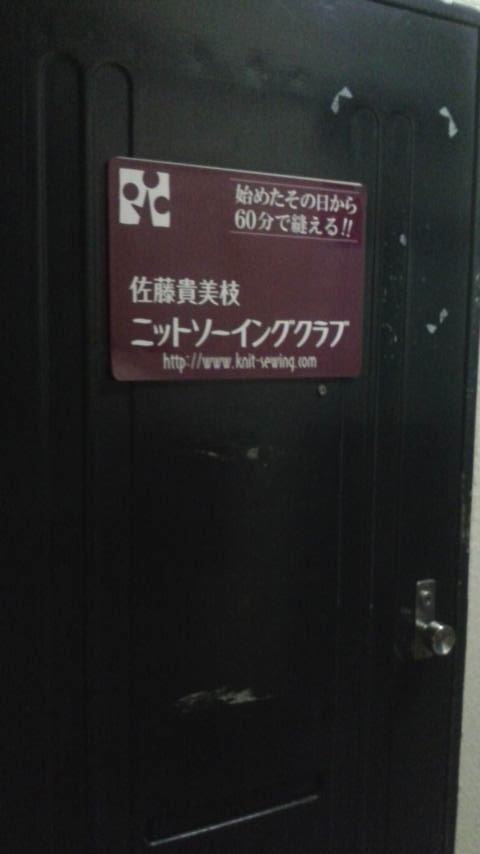 始めたその日から
60分で縫える!!
佐藤貴美枝
ニットソーイングクラブ
http://www.knit-sewing.com